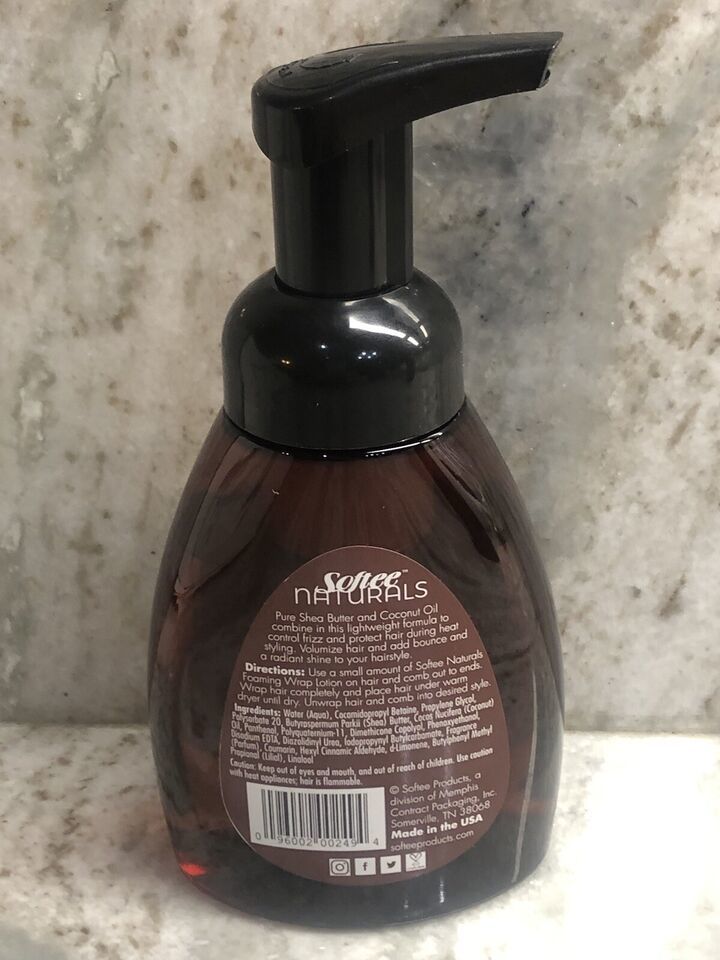 Softee™
NATURALS
Pure Shea Butter and Coconut Oil
combine in this lightweight formula to
control frizz and protect hair during heat
styling. Volumize hair and add bounce and
a radiant shine to your hairstyle.
Directions: Use a small amount of Softee Naturals
Foaming Wrap Lotion on hair and comb out to ends.
Wrap hair completely and place hair under warm
dryer until dry. Unwrap hair and comb into desired style.
Ingredients: Water (Aqua), Cocamidopropyl Betaine, Propylene Glycol,
Polysorbate 20, Butyrospermum Parkii (Shea) Butter, Cocos Nucifera (Coconut)
Oil, Panthenol, Polyquaternium-11, Dimethicone Copolyol, Phenoxyethanol,
Disodium EDTA, Diazolidinyl Urea, Iodopropynyl Butylcarbamate, Fragrance
(Parfum), Coumarin, Hexyl Cinnamic Aldehyde, d-Limonene, Butylphenyl Methyl
Propional (Lilial), Linalool
Caution: Keep out of eyes and mouth, and out of reach of children. Use caution
with heat appliances; hair is flammable.
© Softee Products, a
division of Memphis
Contract Packaging, Inc.
Somerville, TN 38068
Made in the USA
softeeproducts.com
0 96002 00249 4